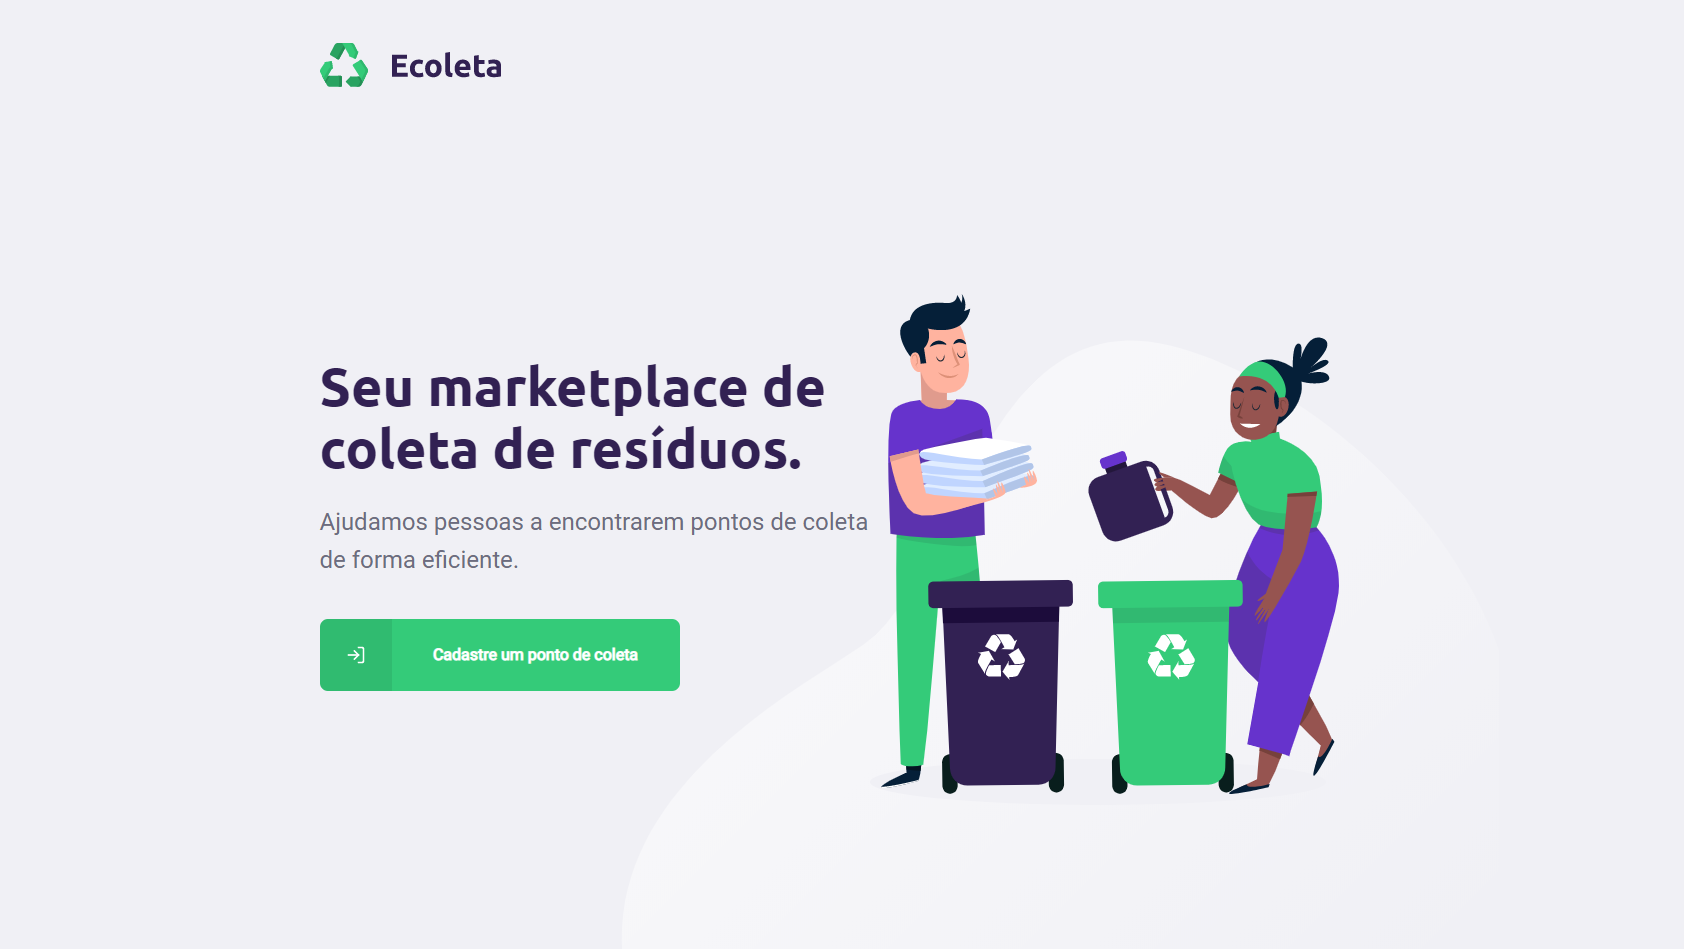 Ecoleta
Seu marketplace de
coleta de resíduos.
Ajudamos pessoas a encontrarem pontos de coleta
de forma eficiente.
Cadastre um ponto de coleta